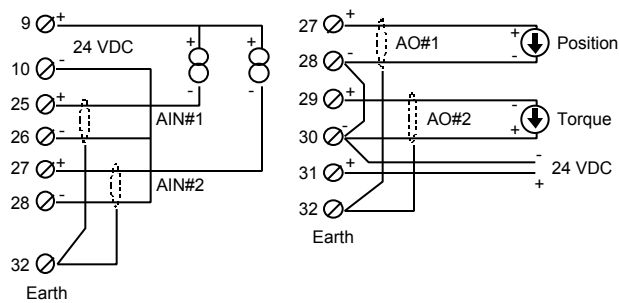 9 +
24 VDC
10 -
25 +
AIN#1
26 -
27 +
AIN#2
28 -
32
Earth
+ +
- -
27 +
AO#1
+ Position
28 -
-
29 +
AO#2
- Torque
30 -
+
31 +
- 24 VDC
+
32
Earth